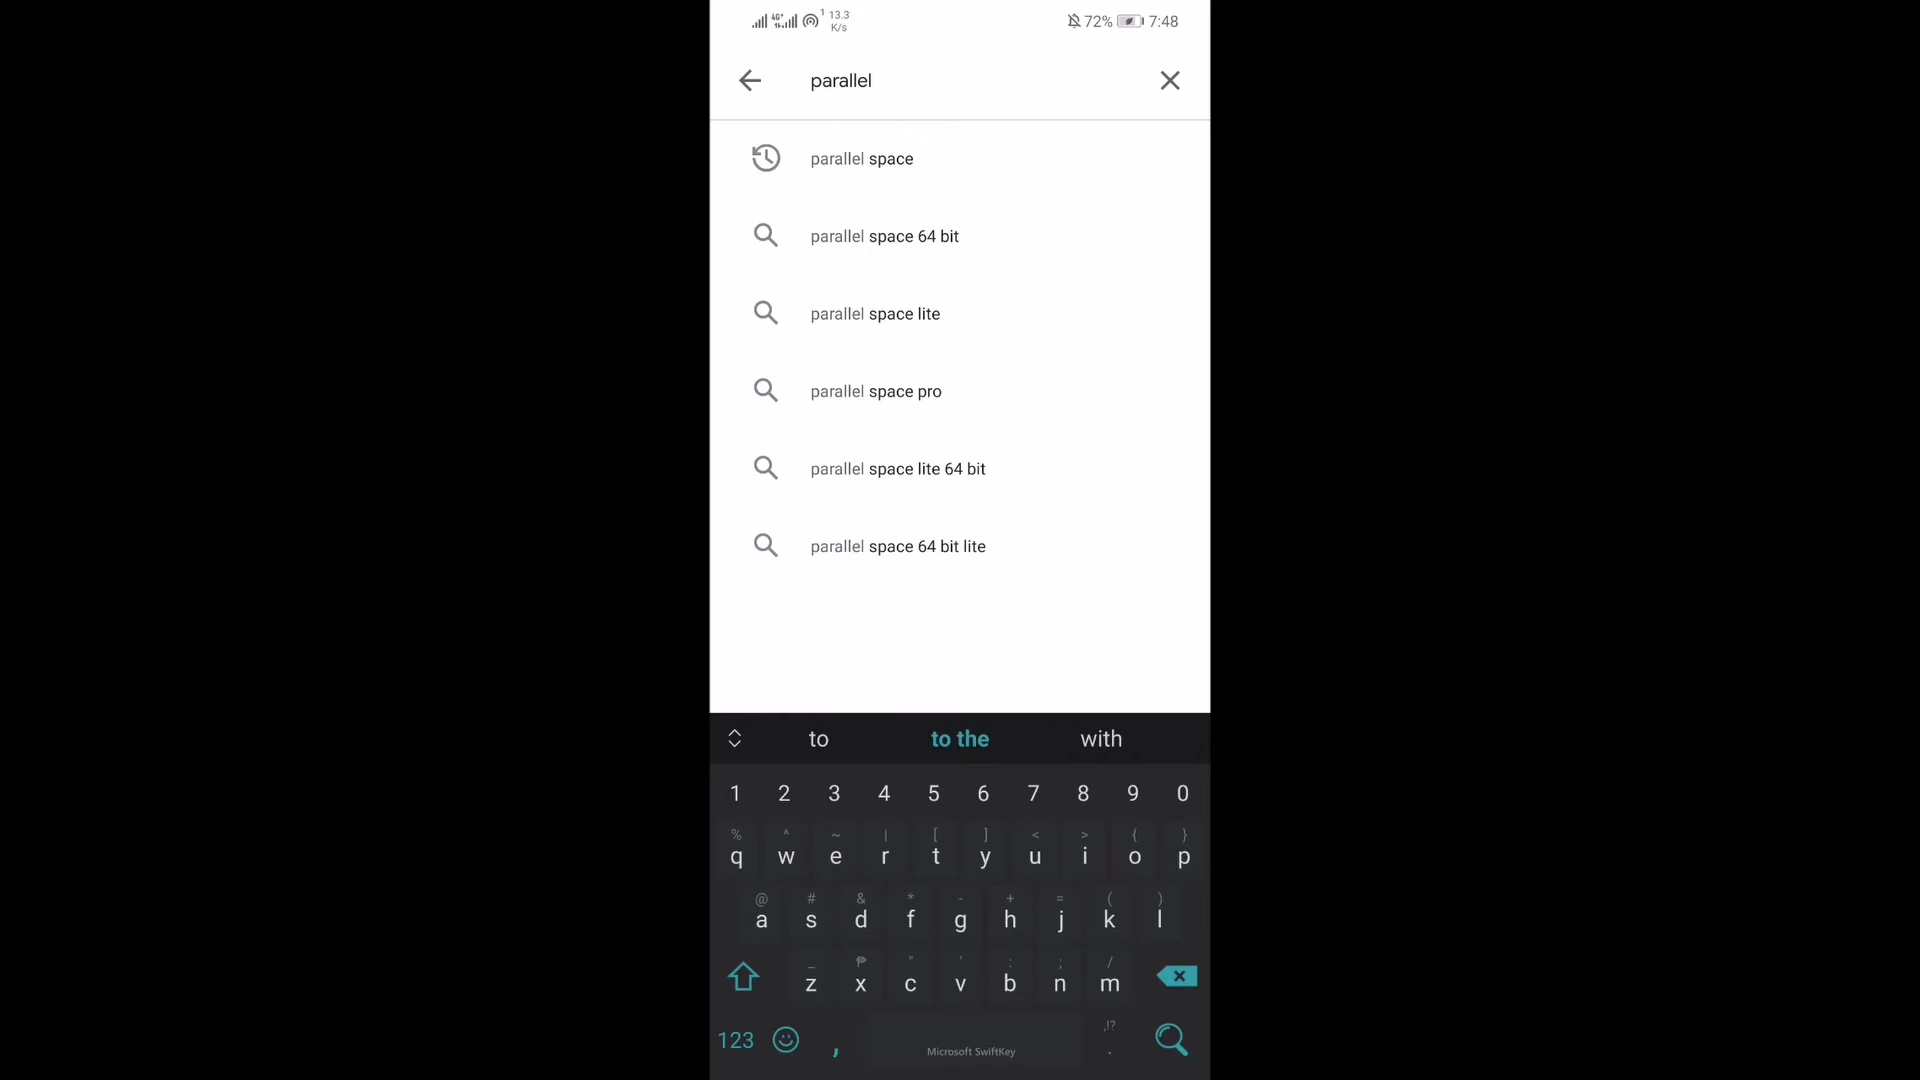 4G+ 1 13.3 K/s 72% 7:48
parallel
parallel space
parallel space 64 bit
parallel space lite
parallel space pro
parallel space lite 64 bit
parallel space 64 bit lite
to to the with
1 2 3 4 5 6 7 8 9 0
% ^ ~ | [ ] < > { }
q w e r t y u i o p
@ # & * - + = ( )
a s d f g h j k l
_ ₱ " ' : ; /
z x c v b n m
,!?
123 , Microsoft SwiftKey .